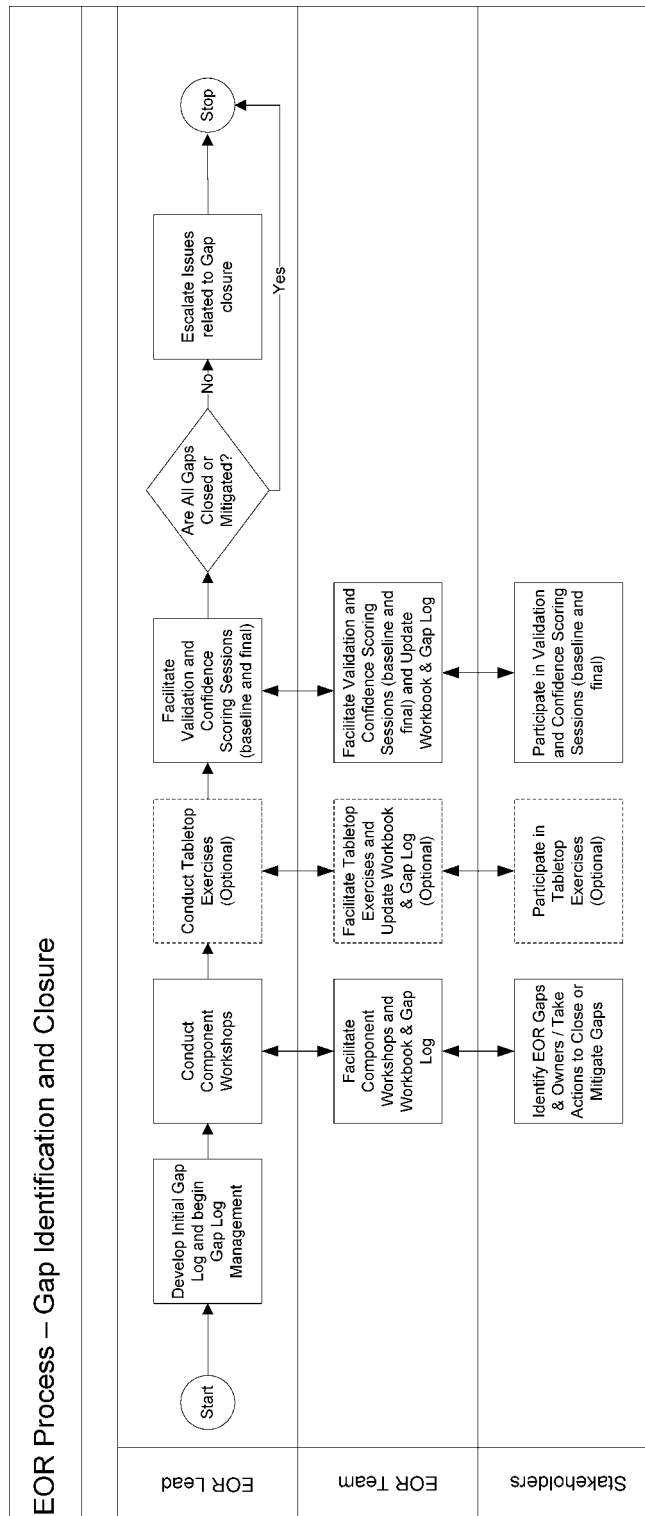 EOR Process – Gap Identification and Closure
EOR Lead
Start
Develop Initial Gap
Log and begin
Gap Log
Management
Conduct
Component
Workshops
Conduct Tabletop
Exercises
(Optional)
Facilitate
Validation and
Confidence
Scoring Sessions
(baseline and final)
Are All Gaps
Closed or
Mitigated?
No
Yes
Escalate Issues
related to Gap
closure
Stop
EOR Team
Facilitate
Component
Workshops and
Workbook & Gap
Log
Facilitate Tabletop
Exercises and
Update Workbook
& Gap Log
(Optional)
Facilitate Validation and
Confidence Scoring
Sessions (baseline and
final) and Update
Workbook & Gap Log
Stakeholders
Identify EOR Gaps
& Owners / Take
Actions to Close or
Mitigate Gaps
Participate in
Tabletop
Exercises
(Optional)
Participate in Validation
and Confidence Scoring
Sessions (baseline and
final)